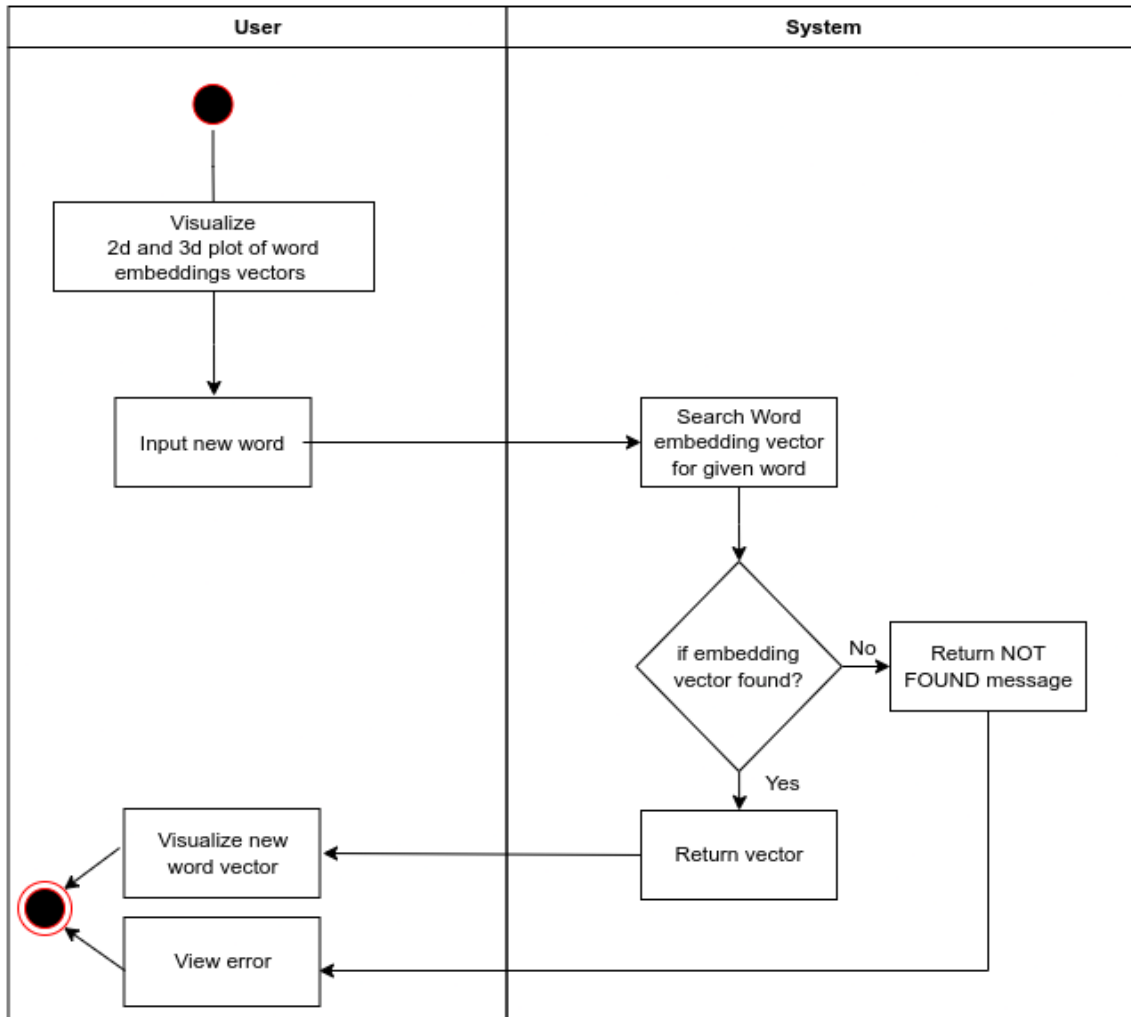 User
System
Visualize
2d and 3d plot of word
embeddings vectors
Input new word
Search Word
embedding vector
for given word
if embedding
vector found?
No
Return NOT
FOUND message
Yes
Return vector
Visualize new
word vector
View error